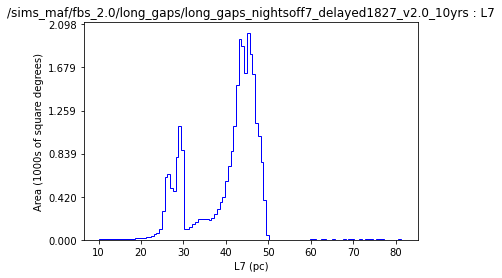 /sims_maf/fbs_2.0/long_gaps/long_gaps_nightsoff7_delayed1827_v2.0_10yrs : L7
2.098
1.679
1.259
0.839
0.420
0.000
Area (1000s of square degrees)
10 20 30 40 50 60 70 80
L7 (pc)